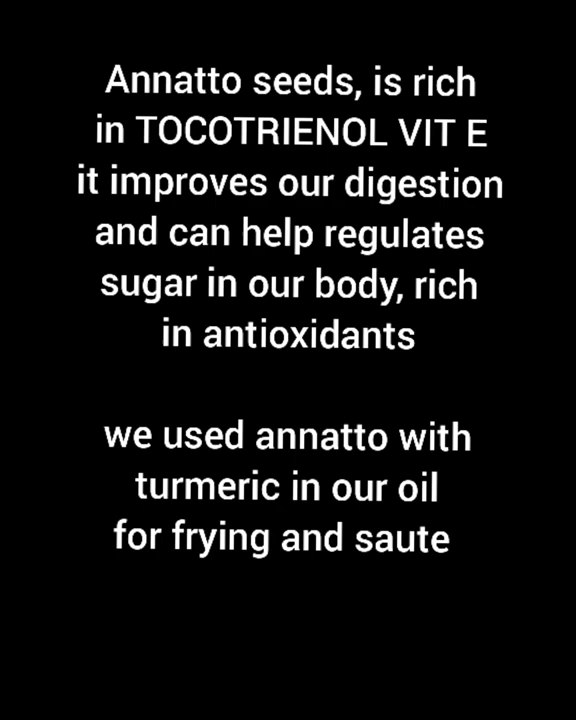 Annatto seeds, is rich
in TOCOTRIENOL VIT E
it improves our digestion
and can help regulates
sugar in our body, rich
in antioxidants
we used annatto with
turmeric in our oil
for frying and saute